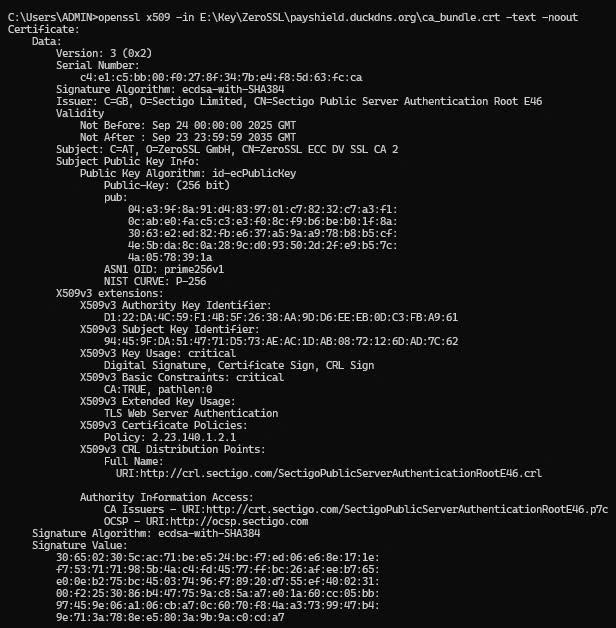 C:\Users\ADMIN>openssl x509 -in E:\Key\ZeroSSL\payshield.duckdns.org\ca_bundle.crt -text -noout
Certificate:
    Data:
        Version: 3 (0x2)
        Serial Number:
            c4:e1:c5:bb:00:f0:27:8f:34:7b:e4:f8:5d:63:fc:ca
        Signature Algorithm: ecdsa-with-SHA384
        Issuer: C=GB, O=Sectigo Limited, CN=Sectigo Public Server Authentication Root E46
        Validity
            Not Before: Sep 24 00:00:00 2025 GMT
            Not After : Sep 23 23:59:59 2035 GMT
        Subject: C=AT, O=ZeroSSL GmbH, CN=ZeroSSL ECC DV SSL CA 2
        Subject Public Key Info:
            Public Key Algorithm: id-ecPublicKey
                Public-Key: (256 bit)
                pub:
                    04:e3:9f:8a:91:d4:83:97:01:c7:82:32:c7:a3:f1:
                    0c:ab:e0:fa:c5:c3:e3:f0:8c:f9:b6:be:b0:1f:8a:
                    30:63:e2:ed:82:fb:e6:37:a5:9a:a9:78:b8:b5:cf:
                    4e:5b:da:8c:0a:28:9c:d0:93:50:2d:2f:e9:b5:7c:
                    4a:05:78:39:1a
                ASN1 OID: prime256v1
                NIST CURVE: P-256
        X509v3 extensions:
            X509v3 Authority Key Identifier:
                D1:22:DA:4C:59:F1:4B:5F:26:38:AA:9D:D6:EE:EB:0D:C3:FB:A9:61
            X509v3 Subject Key Identifier:
                94:45:9F:DA:51:47:71:D5:73:AE:AC:1D:AB:08:72:12:6D:AD:7C:62
            X509v3 Key Usage: critical
                Digital Signature, Certificate Sign, CRL Sign
            X509v3 Basic Constraints: critical
                CA:TRUE, pathlen:0
            X509v3 Extended Key Usage:
                TLS Web Server Authentication
            X509v3 Certificate Policies:
                Policy: 2.23.140.1.2.1
            X509v3 CRL Distribution Points:
                Full Name:
                  URI:http://crl.sectigo.com/SectigoPublicServerAuthenticationRootE46.crl
            Authority Information Access:
                CA Issuers - URI:http://crt.sectigo.com/SectigoPublicServerAuthenticationRootE46.p7c
                OCSP - URI:http://ocsp.sectigo.com
    Signature Algorithm: ecdsa-with-SHA384
    Signature Value:
        30:65:02:30:5c:ac:71:be:e5:24:bc:f7:ed:06:e6:8e:17:1e:
        f7:53:71:71:98:5b:4a:c4:fd:45:77:ff:bc:26:af:ee:b7:65:
        e0:0e:b2:75:bc:45:03:74:96:f7:89:20:d7:55:ef:40:02:31:
        00:f2:25:30:86:b4:47:75:9a:c8:5a:a7:e0:1a:60:cc:05:bb:
        97:45:9e:06:a1:06:cb:a7:0c:60:70:f8:4a:a3:73:99:47:b4:
        9e:71:3a:78:8e:e5:80:3a:9b:9a:c0:cd:a7